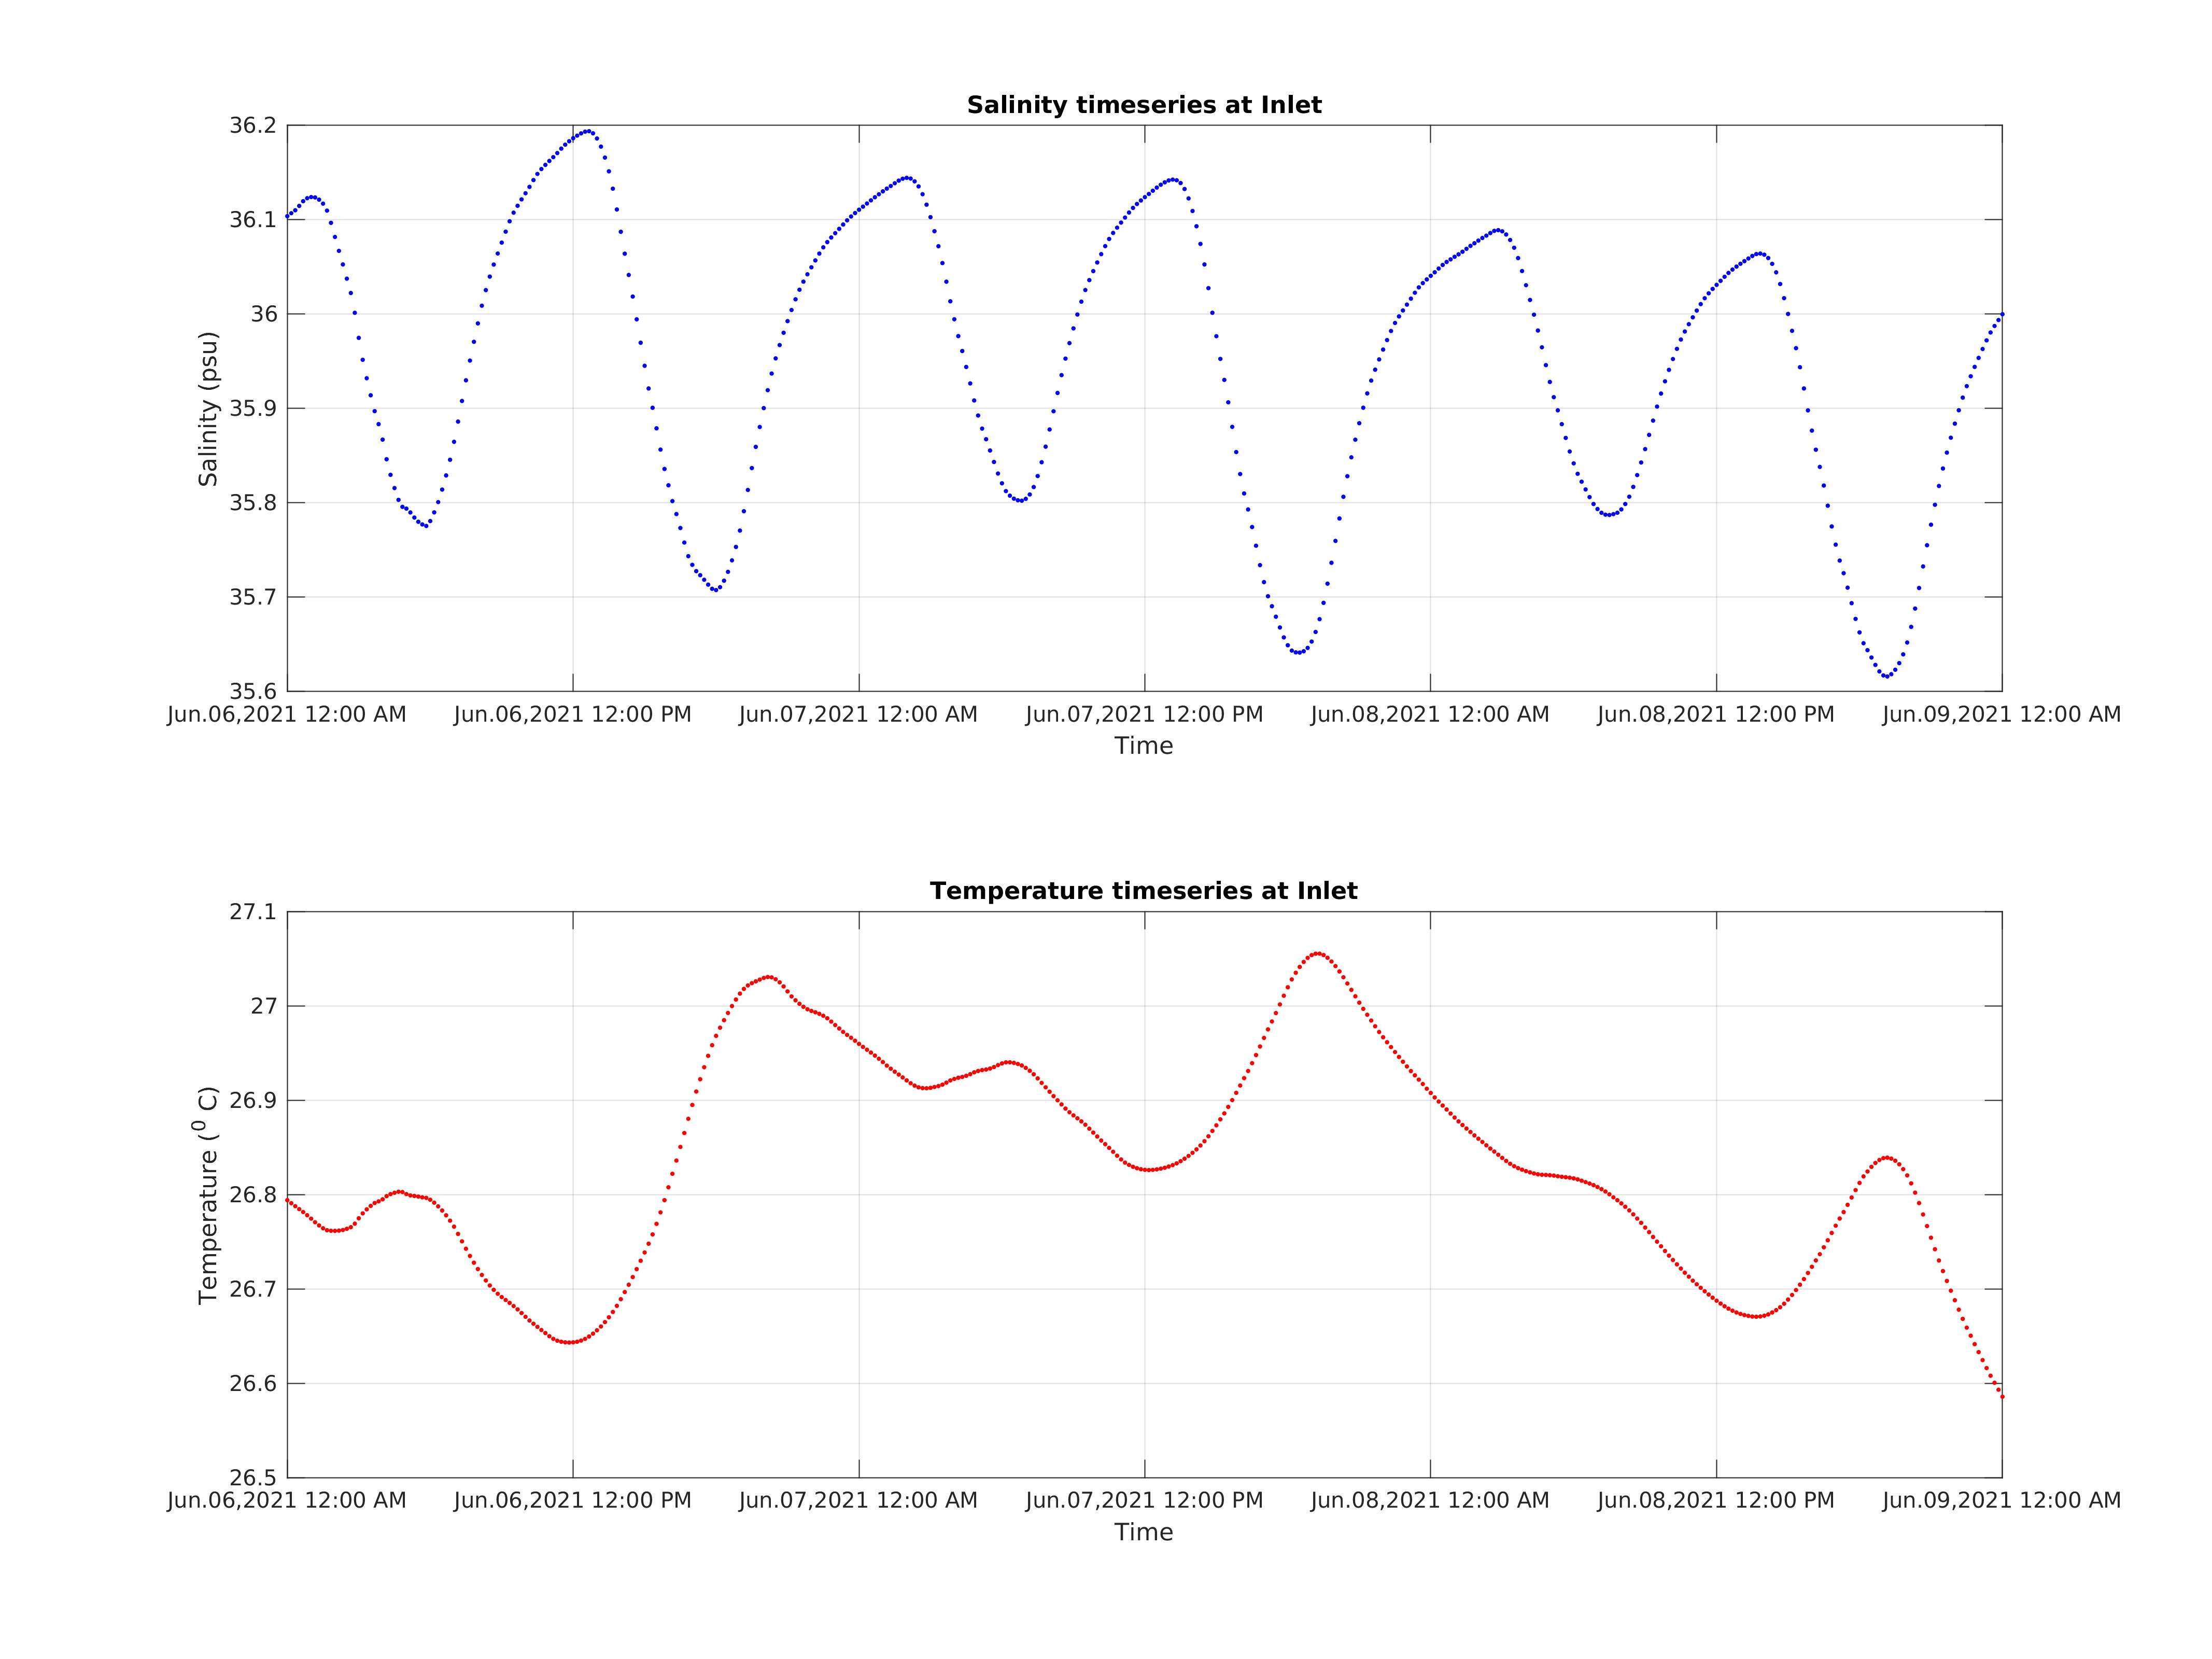 Salinity timeseries at Inlet
36.2
36.1
36
35.9
35.8
35.7
35.6
Salinity (psu)
Jun.06,2021 12:00 AM Jun.06,2021 12:00 PM Jun.07,2021 12:00 AM Jun.07,2021 12:00 PM Jun.08,2021 12:00 AM Jun.08,2021 12:00 PM Jun.09,2021 12:00 AM
Time
Temperature timeseries at Inlet
27.1
27
26.9
26.8
26.7
26.6
26.5
Temperature (⁰ C)
Jun.06,2021 12:00 AM Jun.06,2021 12:00 PM Jun.07,2021 12:00 AM Jun.07,2021 12:00 PM Jun.08,2021 12:00 AM Jun.08,2021 12:00 PM Jun.09,2021 12:00 AM
Time